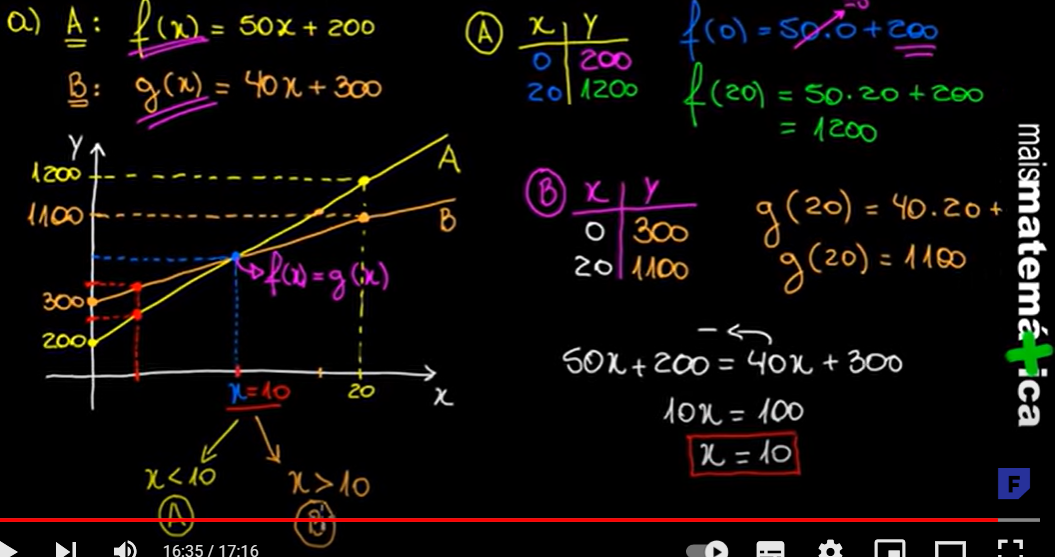 a) A: f(x) = 50x + 200
B: g(x) = 40x + 300
A
x | y
0 | 200
20 | 1200
f(0) = 50.0 + 200
f(20) = 50.20 + 200
= 1200
B
x | y
0 | 300
20 | 1100
g(20) = 40.20 +
g(20) = 1100
y
1200
1100
300
200
A
B
f(x) = g(x)
x = 10
20
x
x < 10
A
x > 10
B
50x + 200 = 40x + 300
−
10x = 100
x = 10
maismatemática
F
16:35 / 17:16